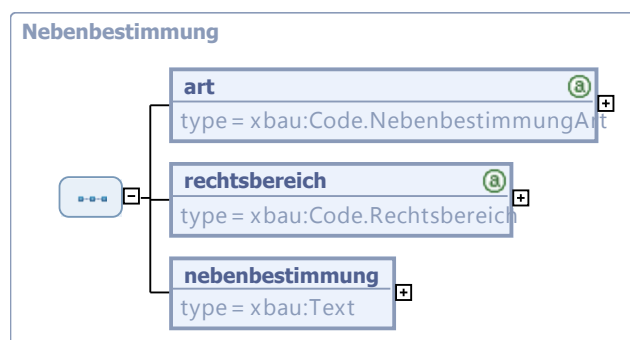 Nebenbestimmung
art
a
type = xbau:Code.NebenbestimmungArt
rechtsbereich
a
type = xbau:Code.Rechtsbereich
nebenbestimmung
type = xbau:Text